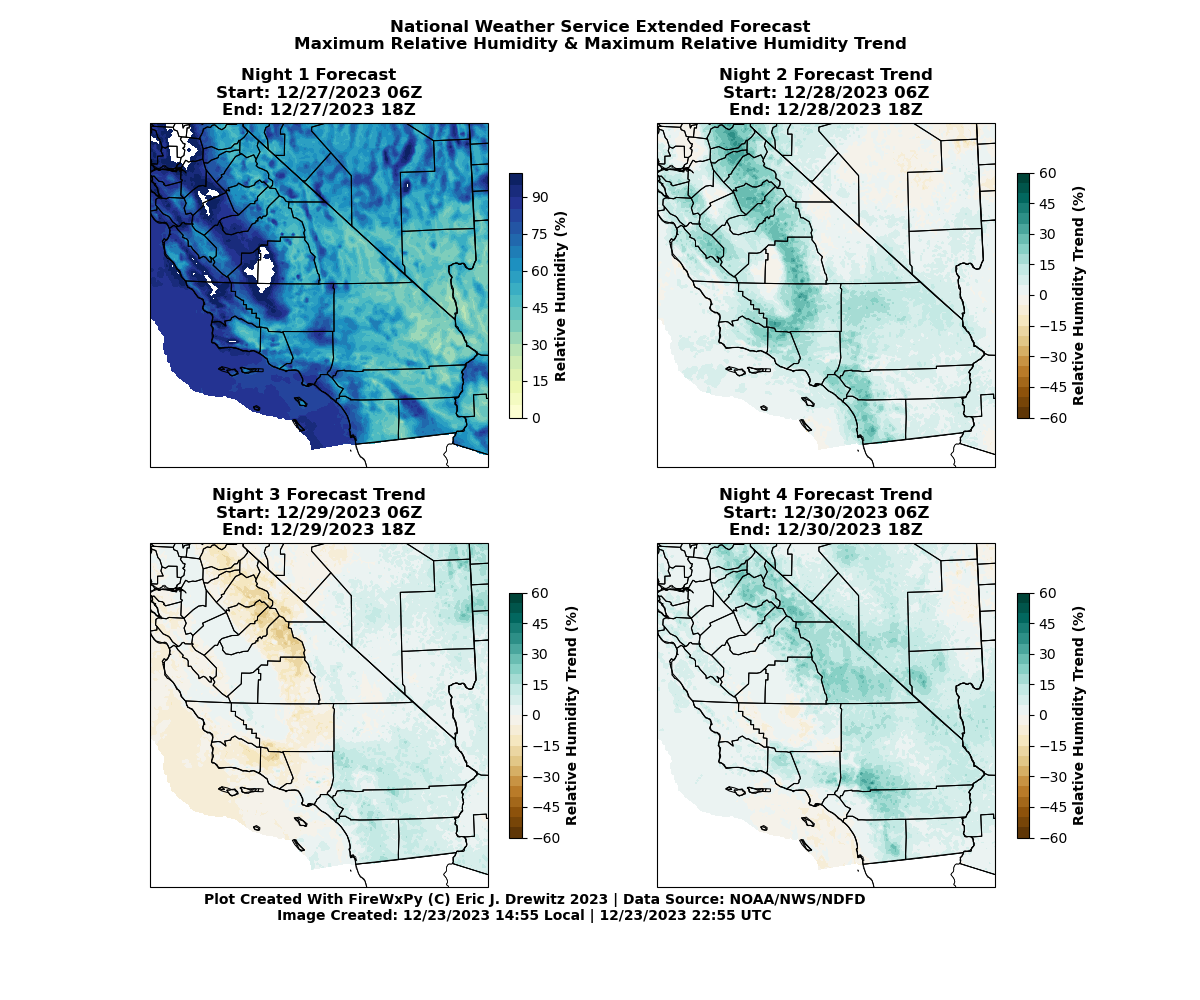 National Weather Service Extended Forecast
Maximum Relative Humidity & Maximum Relative Humidity Trend
Night 1 Forecast
Start: 12/27/2023 06Z
End: 12/27/2023 18Z
90
75
60
45
30
15
0
Relative Humidity (%)
Night 2 Forecast Trend
Start: 12/28/2023 06Z
End: 12/28/2023 18Z
60
45
30
15
0
−15
−30
−45
−60
Relative Humidity Trend (%)
Night 3 Forecast Trend
Start: 12/29/2023 06Z
End: 12/29/2023 18Z
60
45
30
15
0
−15
−30
−45
−60
Relative Humidity Trend (%)
Night 4 Forecast Trend
Start: 12/30/2023 06Z
End: 12/30/2023 18Z
60
45
30
15
0
−15
−30
−45
−60
Relative Humidity Trend (%)
Plot Created With FireWxPy (C) Eric J. Drewitz 2023 | Data Source: NOAA/NWS/NDFD
Image Created: 12/23/2023 14:55 Local | 12/23/2023 22:55 UTC